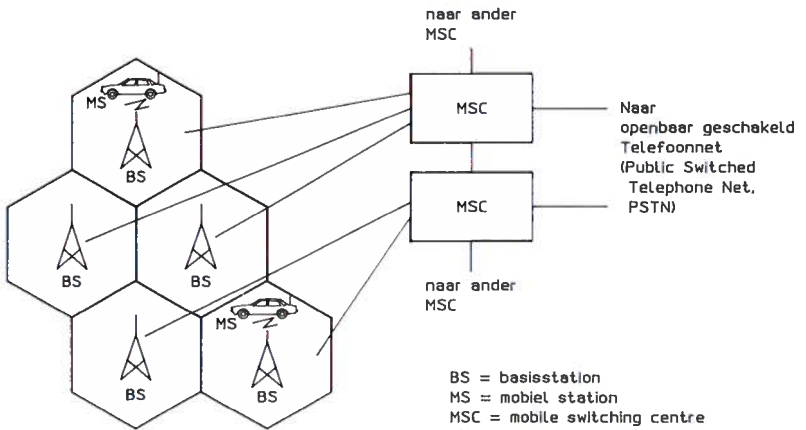 naar ander
MSC
MS
BS
MSC
Naar
openbaar geschakeld
Telefoonnet
(Public Switched
Telephone Net,
PSTN)
MSC
BS
BS
naar ander
MSC
MS
BS
BS
BS = basisstation
MS = mobiel station
MSC = mobile switching centre